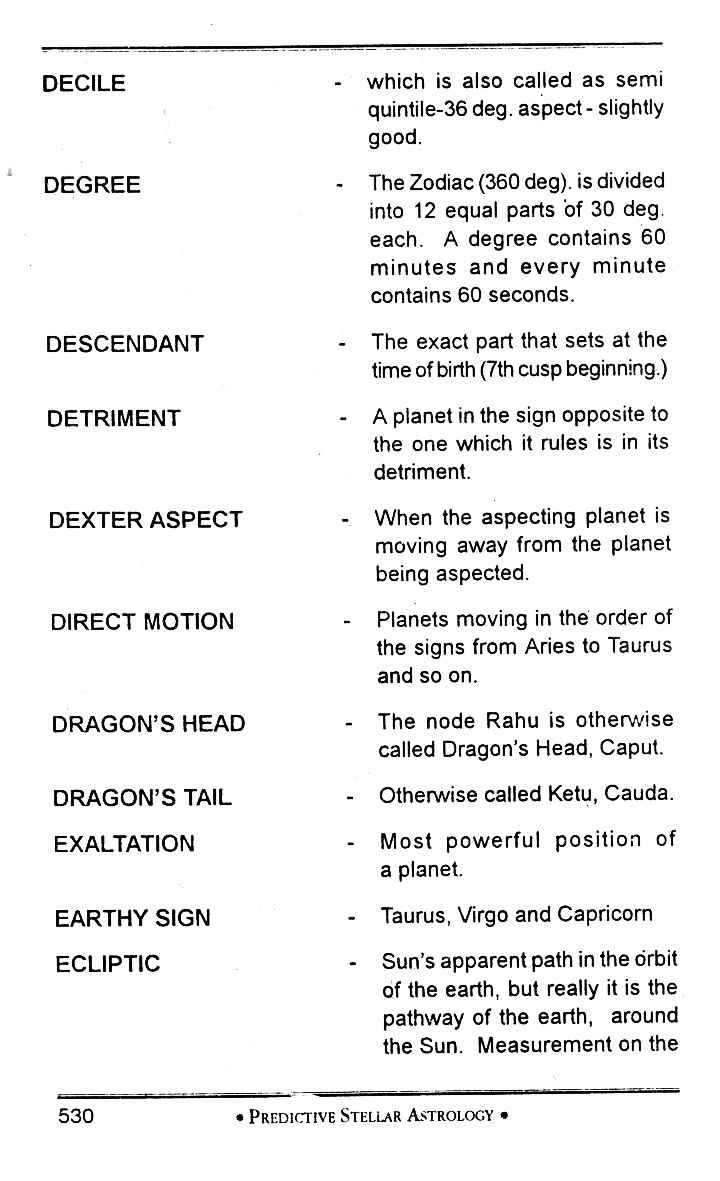 DECILE - which is also called as semi
quintile-36 deg. aspect - slightly
good.
DEGREE - The Zodiac (360 deg). is divided
into 12 equal parts of 30 deg.
each. A degree contains 60
minutes and every minute
contains 60 seconds.
DESCENDANT - The exact part that sets at the
time of birth (7th cusp beginning.)
DETRIMENT - A planet in the sign opposite to
the one which it rules is in its
detriment.
DEXTER ASPECT - When the aspecting planet is
moving away from the planet
being aspected.
DIRECT MOTION - Planets moving in the order of
the signs from Aries to Taurus
and so on.
DRAGON'S HEAD - The node Rahu is otherwise
called Dragon's Head, Caput.
DRAGON'S TAIL - Otherwise called Ketu, Cauda.
EXALTATION - Most powerful position of
a planet.
EARTHY SIGN - Taurus, Virgo and Capricorn
ECLIPTIC - Sun's apparent path in the orbit
of the earth, but really it is the
pathway of the earth, around
the Sun. Measurement on the
530 • PREDICTIVE STELLAR ASTROLOGY •